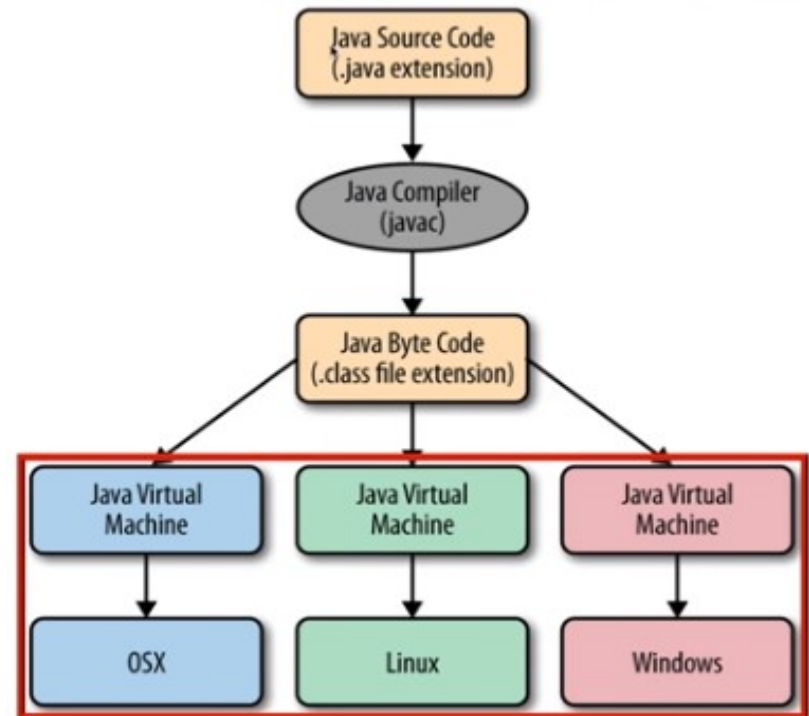 Java Source Code
(.java extension)
Java Compiler
(javac)
Java Byte Code
(.class file extension)
Java Virtual
Machine
Java Virtual
Machine
Java Virtual
Machine
OSX
Linux
Windows